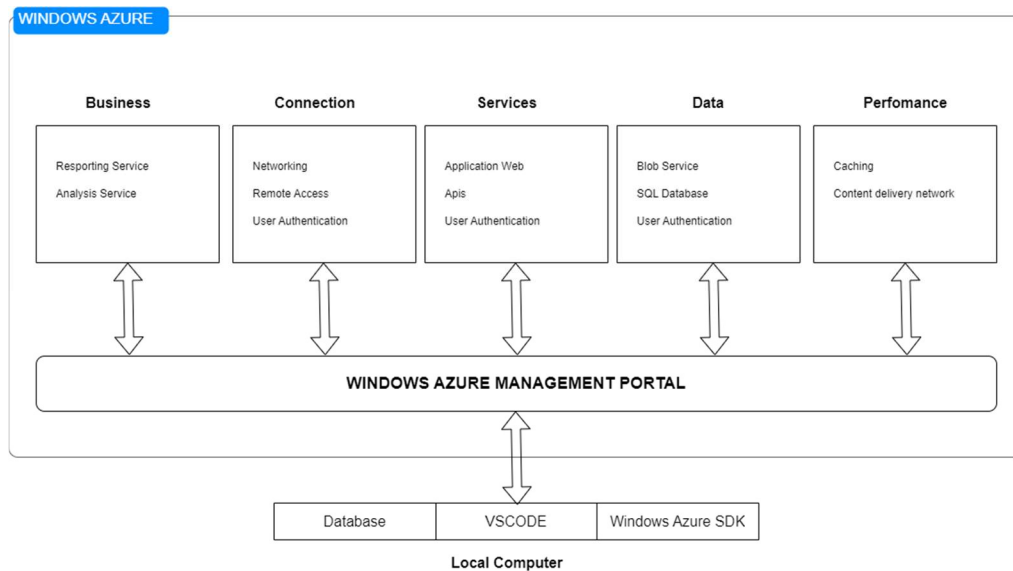 WINDOWS AZURE
Business
Connection
Services
Data
Perfomance
Resporting Service
Analysis Service
Networking
Remote Access
User Authentication
Application Web
Apis
User Authentication
Blob Service
SQL Database
User Authentication
Caching
Content delivery network
WINDOWS AZURE MANAGEMENT PORTAL
Database
VSCODE
Windows Azure SDK
Local Computer